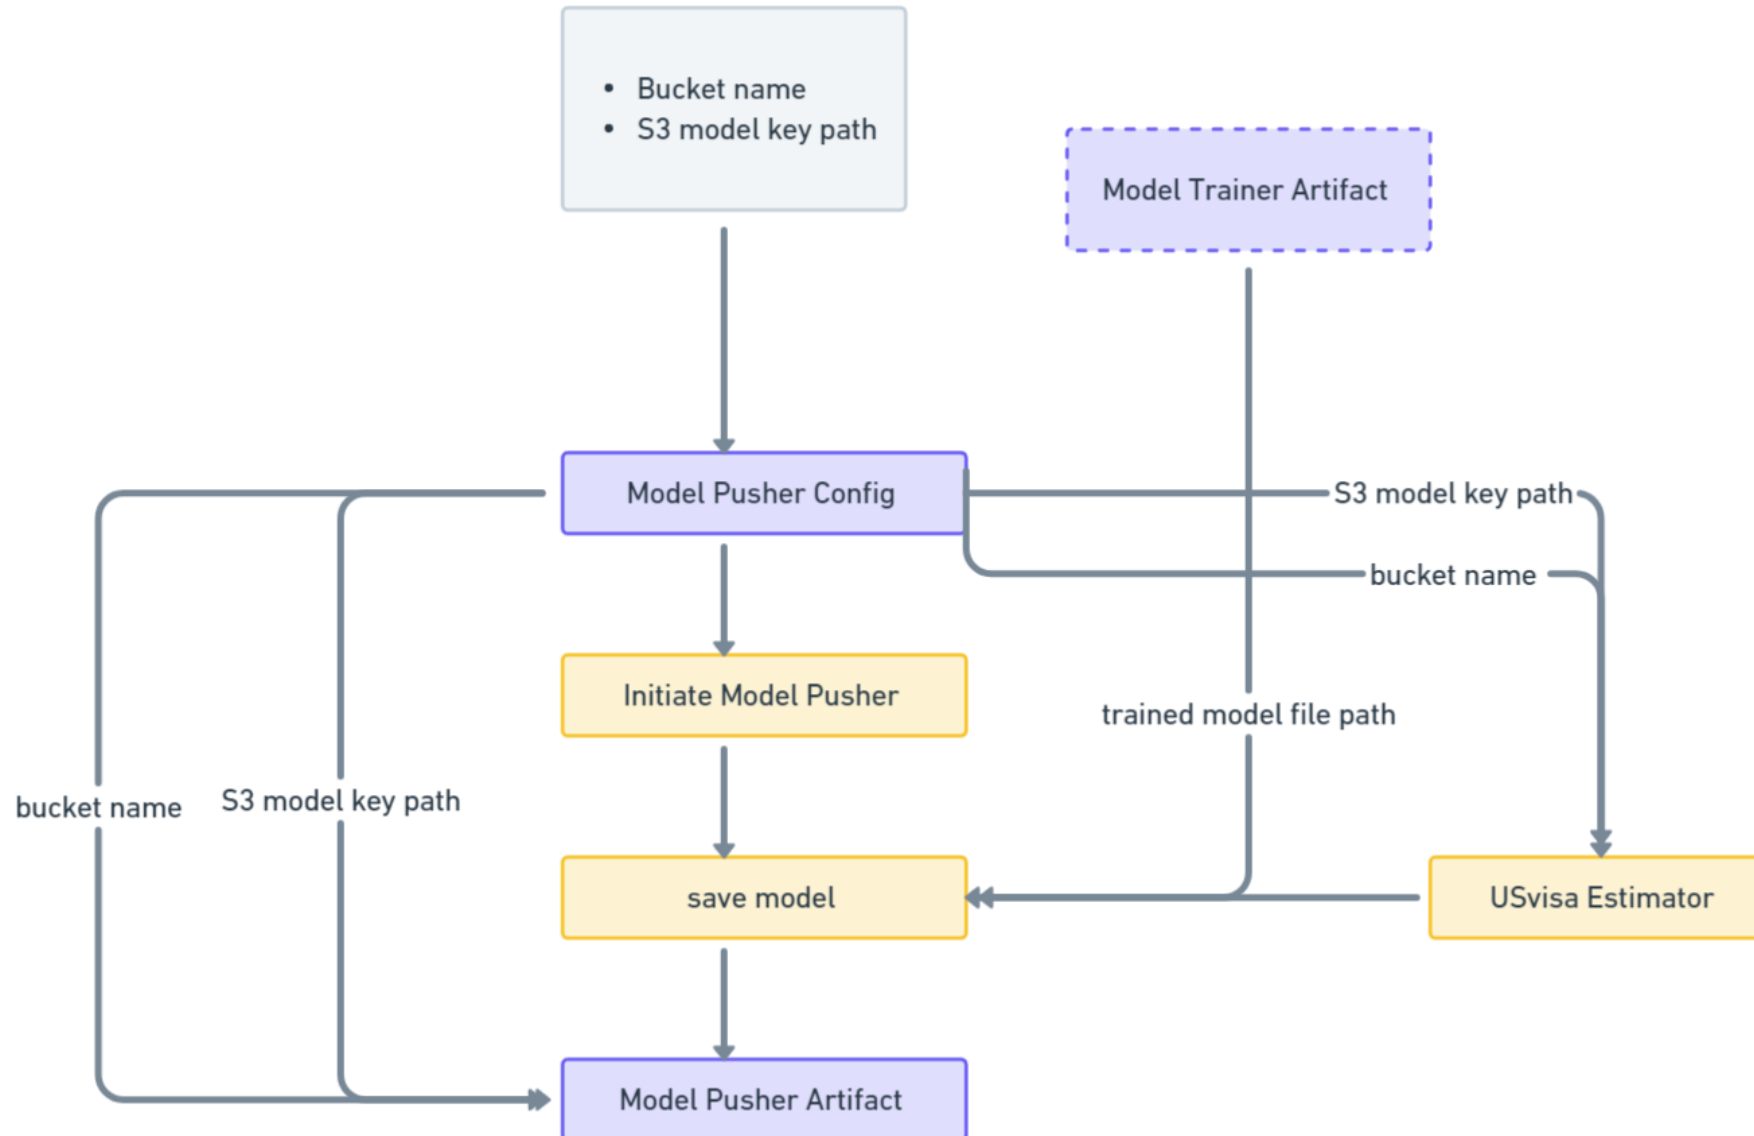 • Bucket name
• S3 model key path
Model Trainer Artifact
Model Pusher Config
S3 model key path
bucket name
Initiate Model Pusher
trained model file path
bucket name
S3 model key path
save model
USvisa Estimator
Model Pusher Artifact